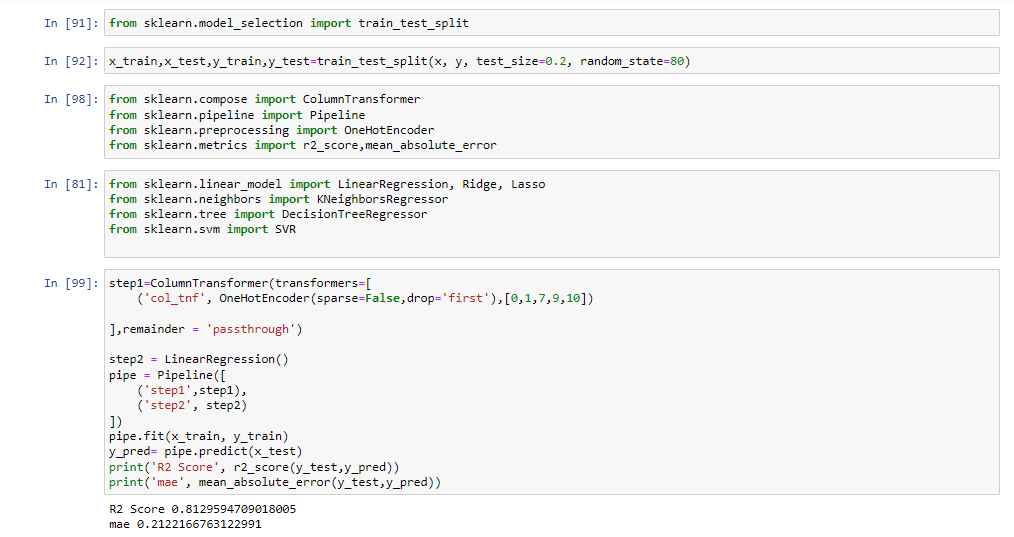 In [91]: from sklearn.model_selection import train_test_split
In [92]: x_train,x_test,y_train,y_test=train_test_split(x, y, test_size=0.2, random_state=80)
In [98]: from sklearn.compose import ColumnTransformer
from sklearn.pipeline import Pipeline
from sklearn.preprocessing import OneHotEncoder
from sklearn.metrics import r2_score,mean_absolute_error
In [81]: from sklearn.linear_model import LinearRegression, Ridge, Lasso
from sklearn.neighbors import KNeighborsRegressor
from sklearn.tree import DecisionTreeRegressor
from sklearn.svm import SVR
In [99]: step1=ColumnTransformer(transformers=[
('col_tnf', OneHotEncoder(sparse=False,drop='first'),[0,1,7,9,10])
],remainder = 'passthrough')
step2 = LinearRegression()
pipe = Pipeline([
('step1',step1),
('step2', step2)
])
pipe.fit(x_train, y_train)
y_pred= pipe.predict(x_test)
print('R2 Score', r2_score(y_test,y_pred))
print('mae', mean_absolute_error(y_test,y_pred))
R2 Score 0.8129594709018005
mae 0.2122166763122991